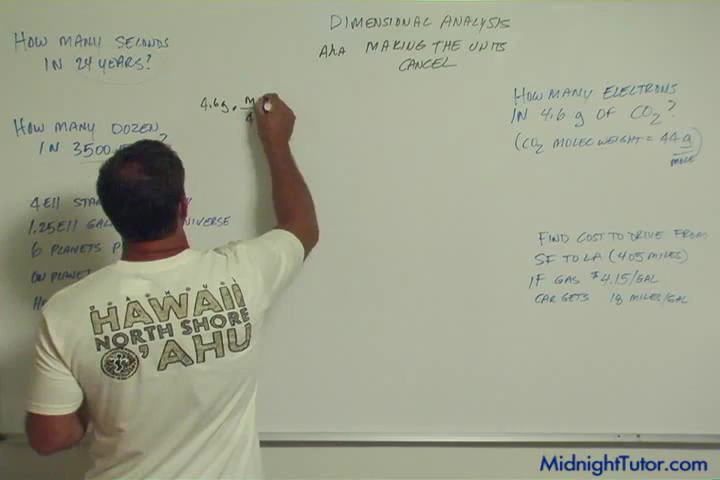 DIMENSIONAL ANALYSIS
AKA MAKING THE UNITS
CANCEL
HOW MANY SECONDS
IN 24 YEARS?
HOW MANY DOZEN
IN 3500 ?
4E11
1.25E11 UNIVERSE
6 PLANETS
ON PLANET
4.6g • M
4
HOW MANY ELECTRONS
IN 4.6 g OF CO2?
(CO2 MOLEC WEIGHT = 44 g
MOLE
FIND COST TO DRIVE FROM
SF TO LA (405 MILES)
IF GAS $4.15/GAL
CAR GETS 18 MILES/GAL
HAWAII
NORTH SHORE
O'AHU
MidnightTutor.com